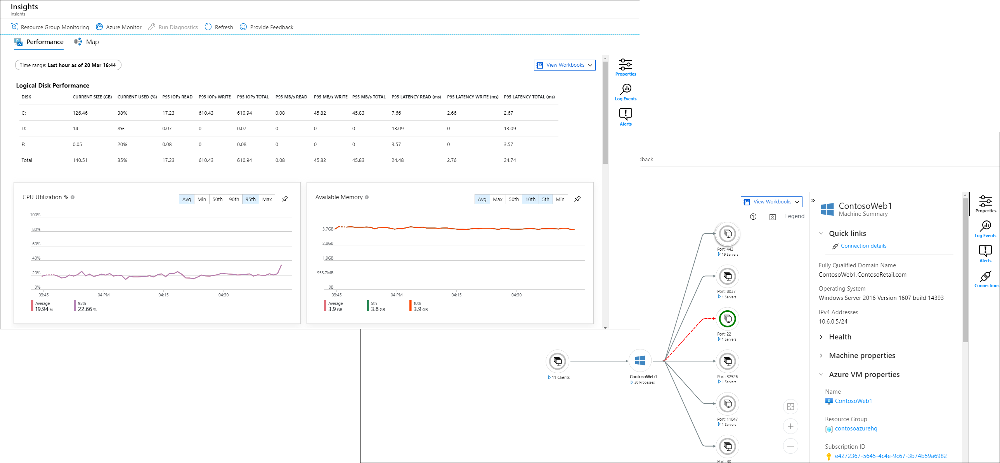 Insights
Insights
Resource Group Monitoring Azure Monitor Run Diagnostics Refresh Provide Feedback
Performance Map
Time range: Last hour as of 20 Mar 16:44
View Workbooks
Properties
Log Events
Alerts
Logical Disk Performance
DISK CURRENT SIZE (GB) CURRENT USED (%) P95 IOPs READ P95 IOPs WRITE P95 IOPs TOTAL P95 MB/s READ P95 MB/s WRITE P95 MB/s TOTAL P95 LATENCY READ (ms) P95 LATENCY WRITE (ms) P95 LATENCY TOTAL (ms)
C: 126.46 38% 17.23 610.43 610.94 0.08 45.82 45.83 7.66 2.66 2.67
D: 14 8% 0.07 0 0.07 0 0 0 13.09 0 13.09
E: 0.05 20% 0.08 0 0.08 0 0 0 3.57 0 3.57
Total 140.51 35% 17.23 610.43 610.94 0.08 45.82 45.83 24.48 2.76 24.74
CPU Utilization %
Avg Min 50th 90th 95th Max
100%
80%
60%
40%
20%
0%
03:45 04 PM 04:15 04:30
Average 95th
19.94 % 22.66 %
Available Memory
Avg Max 50th 10th 5th Min
3.7GB
2.8GB
1.9GB
953.7MB
0B
03:45 04 PM 04:15 04:30
Average 5th 10th
3.9 GB 3.8 GB 3.9 GB
dback
View Workbooks
Legend
Port: 443
19 Servers
Port: 8037
1 Servers
Port: 22
1 Servers
11 Clients
ContosoWeb1
30 Processes
Port: 32526
1 Servers
Port: 11047
1 Servers
Port: 80
ContosoWeb1
Machine Summary
Quick links
Connection details
Fully Qualified Domain Name
ContosoWeb1.ContosoRetail.com
Operating System
Windows Server 2016 Version 1607 build 14393
IPv4 Addresses
10.6.0.5/24
Health
Machine properties
Azure VM properties
Name
ContosoWeb1
Resource Group
contosoazurehq
Subscription ID
e4272367-5645-4c4e-9c67-3b74b59a6982
Properties
Log Events
Alerts
Connections